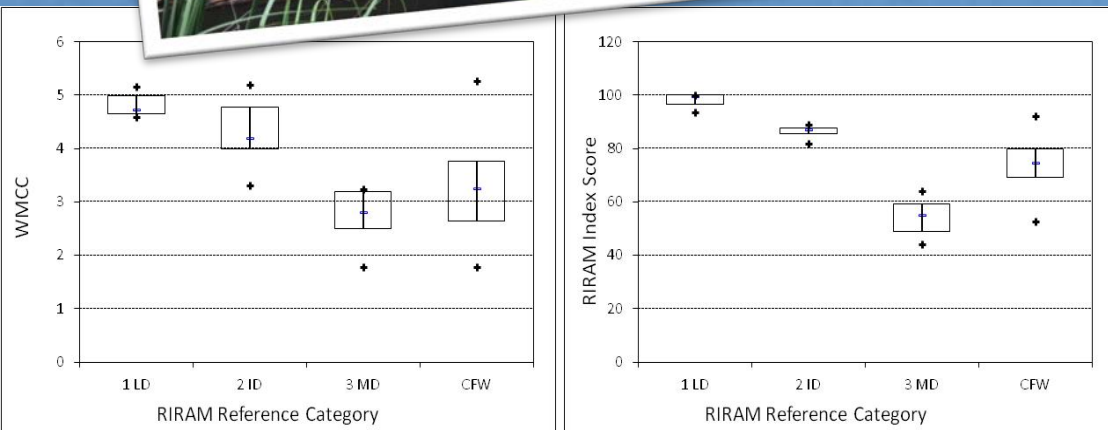 6
5
4
3
2
1
0
WMCC
1 LD 2 ID 3 MD CFW
RIRAM Reference Category
120
100
80
60
40
20
0
RIRAM Index Score
1 LD 2 ID 3 MD CFW
RIRAM Reference Category